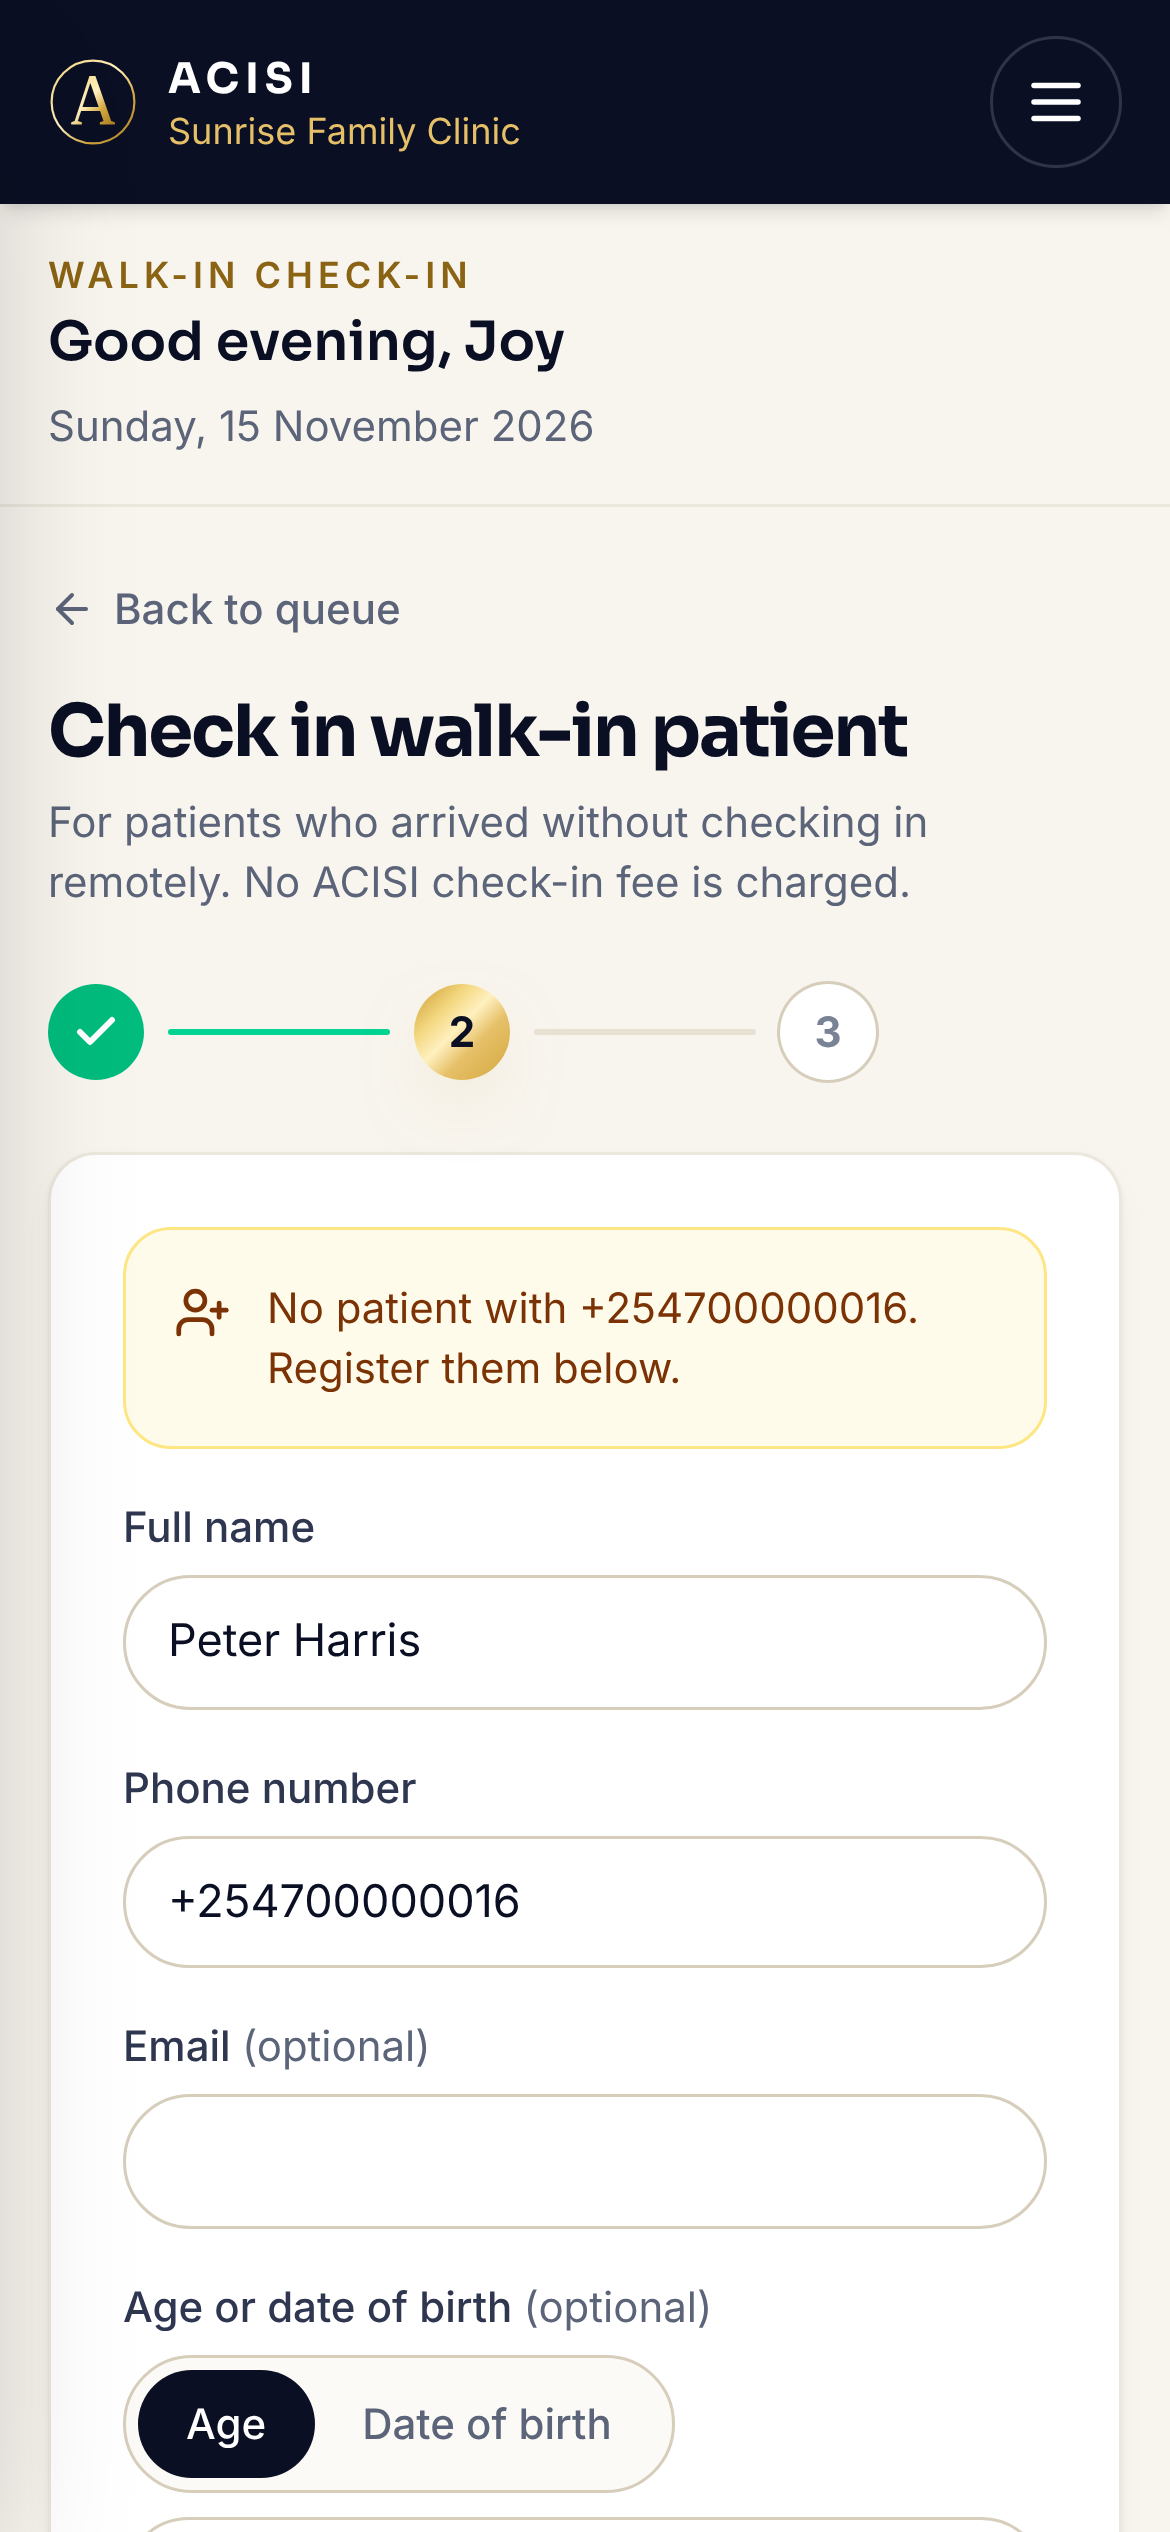 A
ACISI
Sunrise Family Clinic
WALK-IN CHECK-IN
Good evening, Joy
Sunday, 15 November 2026
Back to queue
Check in walk-in patient
For patients who arrived without checking in
remotely. No ACISI check-in fee is charged.
2
3
No patient with +254700000016.
Register them below.
Full name
Peter Harris
Phone number
+254700000016
Email (optional)
Age or date of birth (optional)
Age
Date of birth